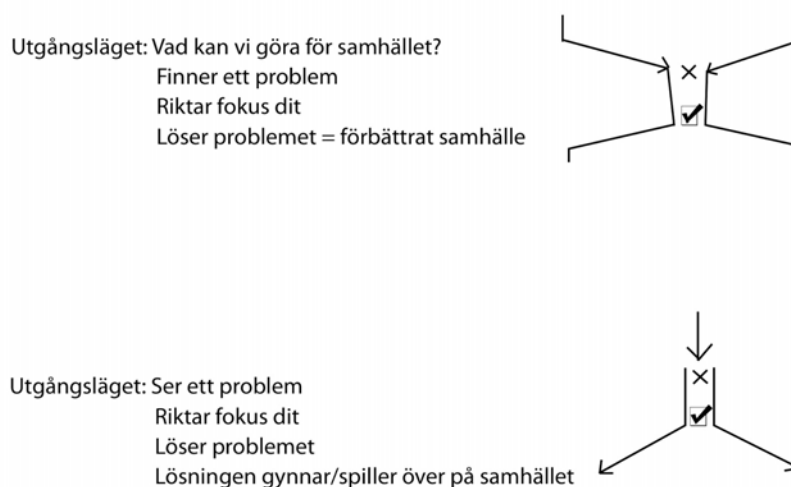 Utgångsläget: Vad kan vi göra för samhället?
Finner ett problem
Riktar fokus dit
Löser problemet = förbättrat samhälle
Utgångsläget: Ser ett problem
Riktar fokus dit
Löser problemet
Lösningen gynnar/spiller över på samhället